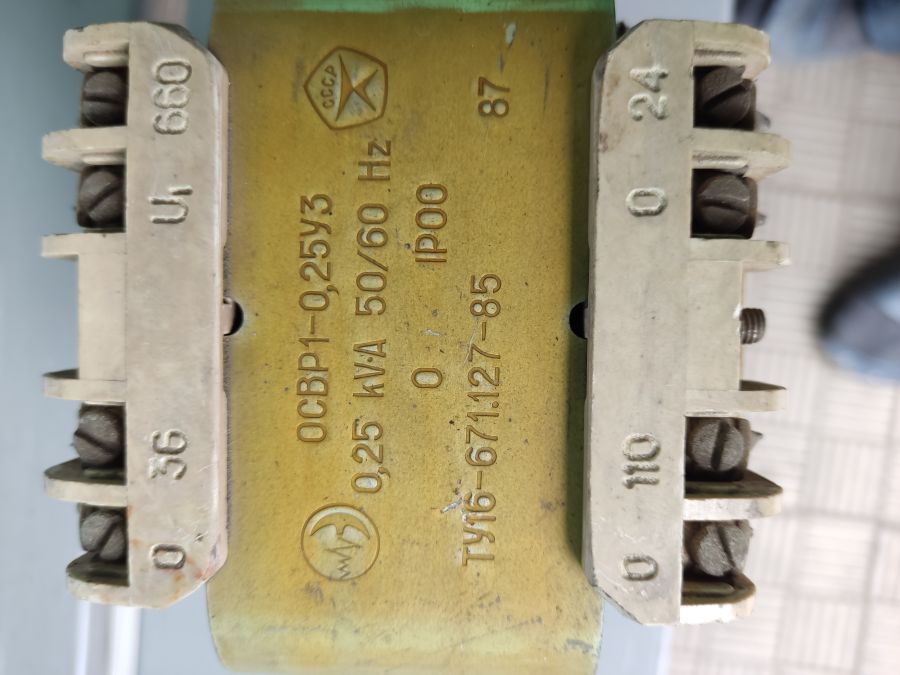 U₁ 660
0 36
СССР
ОСВР1-0,25У3
0,25 kV·A 50/60 Hz
0 IP00
ТУ16-671.127-85
87
0 110
0 24